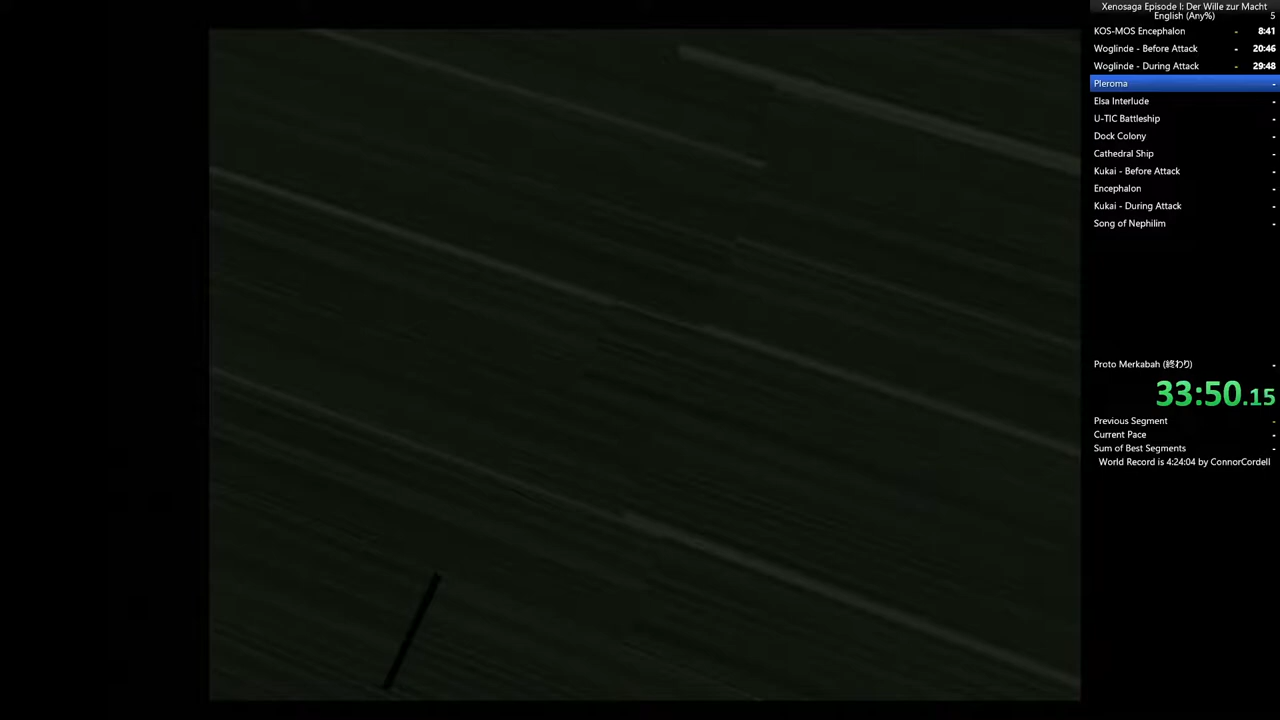 Xenosaga Episode I: Der Wille zur Macht
English (Any%) 5
KOS-MOS Encephalon - 8:41
Woglinde - Before Attack - 20:46
Woglinde - During Attack - 29:48
Pleroma -
Elsa Interlude -
U-TIC Battleship -
Dock Colony -
Cathedral Ship -
Kukai - Before Attack -
Encephalon -
Kukai - During Attack -
Song of Nephilim -
Proto Merkabah (終わり) -
33:50.15
Previous Segment -
Current Pace -
Sum of Best Segments -
World Record is 4:24:04 by ConnorCordell